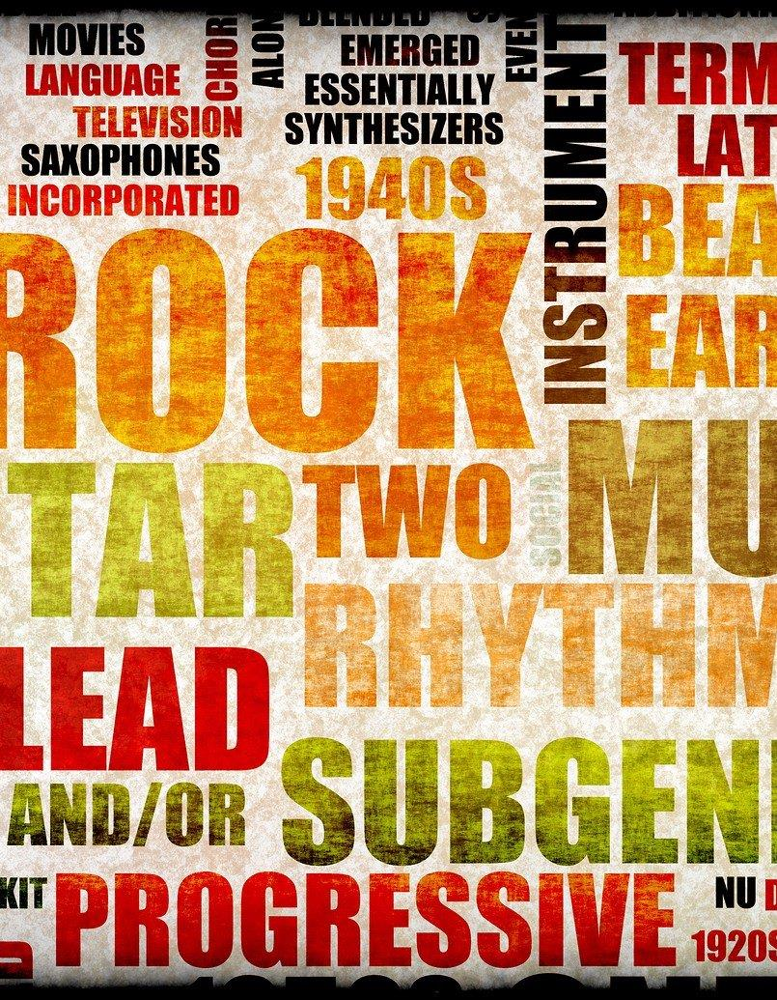 MOVIES
LANGUAGE
TELEVISION
SAXOPHONES
INCORPORATED
CHOR
ALON
BLENDED
EMERGED
ESSENTIALLY
SYNTHESIZERS
1940S
EVEN
INSTRUMENT
TERM
LAT
BEA
EAR
ROCK
TAR
TWO
SOCIAL
MU
RHYTHM
LEAD
AND/OR
SUBGEN
KIT
PROGRESSIVE
NU D
1920S